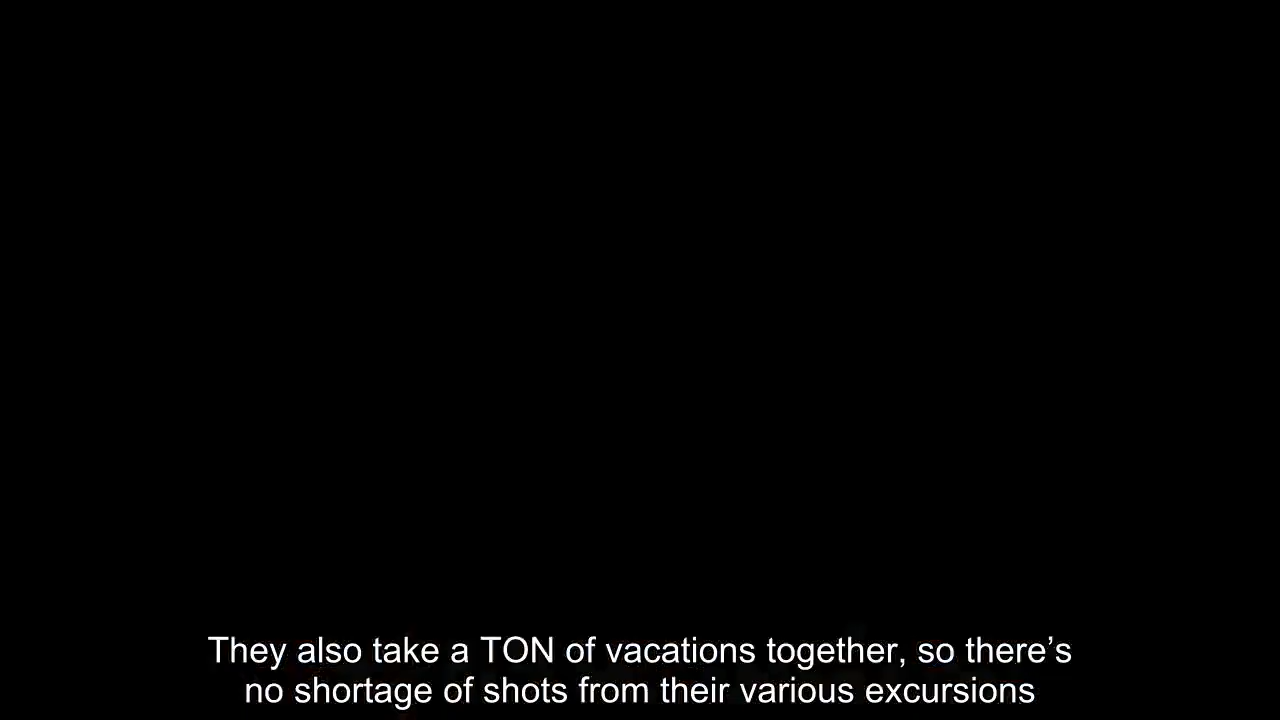 They also take a TON of vacations together, so there’s
no shortage of shots from their various excursions